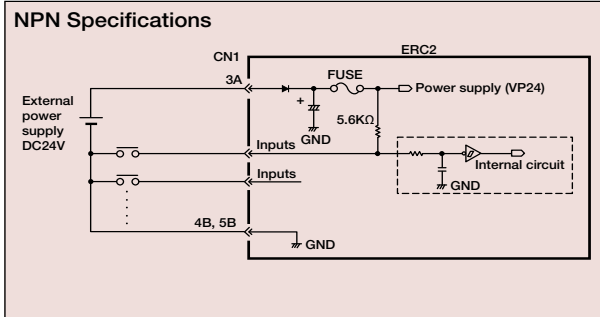 NPN Specifications
CN1
ERC2
3A
FUSE
Power supply (VP24)
External
power
supply
DC24V
+
5.6KΩ
GND
Inputs
Internal circuit
Inputs
GND
4B, 5B
GND